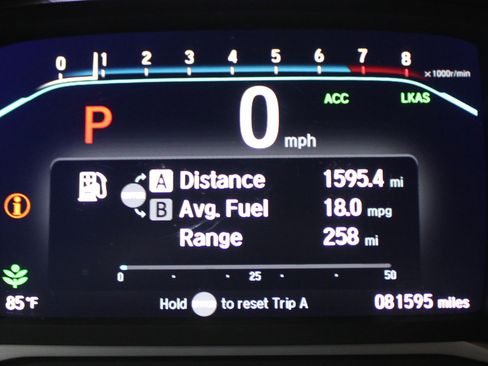 0 1 2 3 4 5 6 7 8 ×1000r/min
ACC LKAS
P 0 mph
A Distance 1595.4 mi
B Avg. Fuel 18.0 mpg
Range 258 mi
0 25 50
85°F Hold to reset Trip A 081595 miles